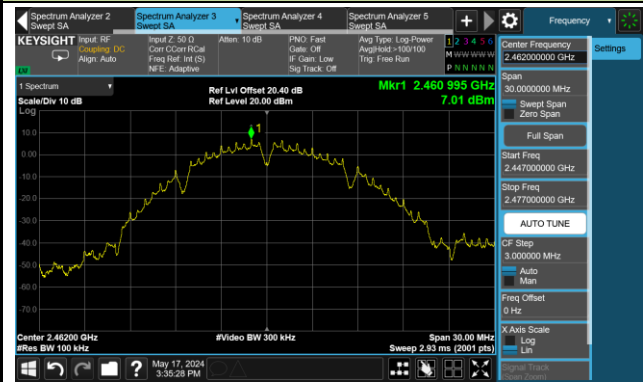 Spectrum Analyzer 2
Swept SA
Spectrum Analyzer 3
Swept SA
Spectrum Analyzer 4
Swept SA
Spectrum Analyzer 5
Swept SA
Frequency
KEYSIGHT
Input: RF
Coupling: DC
Align: Auto
Input Z: 50 Ω
Corr CCorr RCal
Freq Ref: Int (S)
NFE: Adaptive
Atten: 10 dB
PNO: Fast
Gate: Off
IF Gain: Low
Sig Track: Off
Avg Type: Log-Power
Avg|Hold:>100/100
Trig: Free Run
1 2 3 4 5 6
M W W W W W
P N N N N N
LXI
1 Spectrum
Scale/Div 10 dB
Log
Ref Lvl Offset 20.40 dB
Ref Level 20.00 dBm
Mkr1 2.460 995 GHz
7.01 dBm
1
10.0
0.00
-10.0
-20.0
-30.0
-40.0
-50.0
-60.0
-70.0
Center 2.46200 GHz
#Res BW 100 kHz
#Video BW 300 kHz
Span 30.00 MHz
Sweep 2.93 ms (2001 pts)
May 17, 2024
3:35:28 PM
Center Frequency
2.462000000 GHz
Settings
Span
30.0000000 MHz
Swept Span
Zero Span
Full Span
Start Freq
2.447000000 GHz
Stop Freq
2.477000000 GHz
AUTO TUNE
CF Step
3.000000 MHz
Auto
Man
Freq Offset
0 Hz
X Axis Scale
Log
Lin
Signal Track
(Span Zoom)